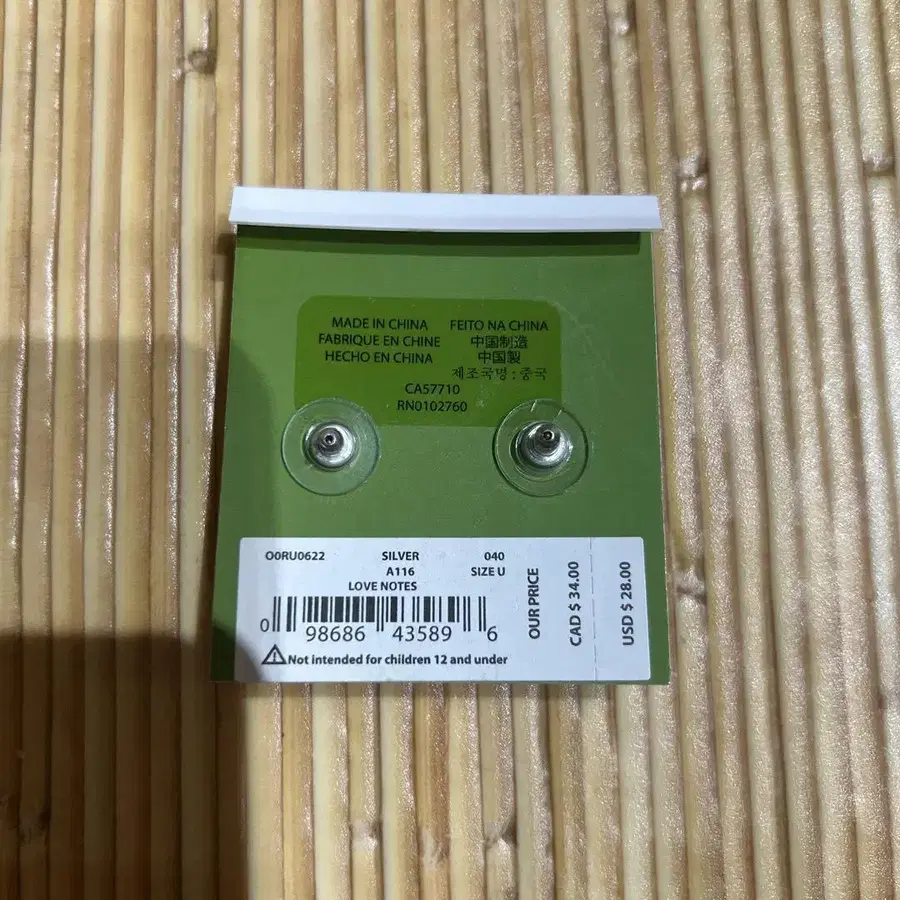 MADE IN CHINA
FABRIQUE EN CHINE
HECHO EN CHINA
FEITO NA CHINA
中国制造
中国製
제조국명 : 중국
CA57710
RN0102760
O0RU0622 SILVER 040
A116 SIZE U
LOVE NOTES
0 98686 43589 6
Not intended for children 12 and under
OUR PRICE
CAD $ 34.00
USD $ 28.00